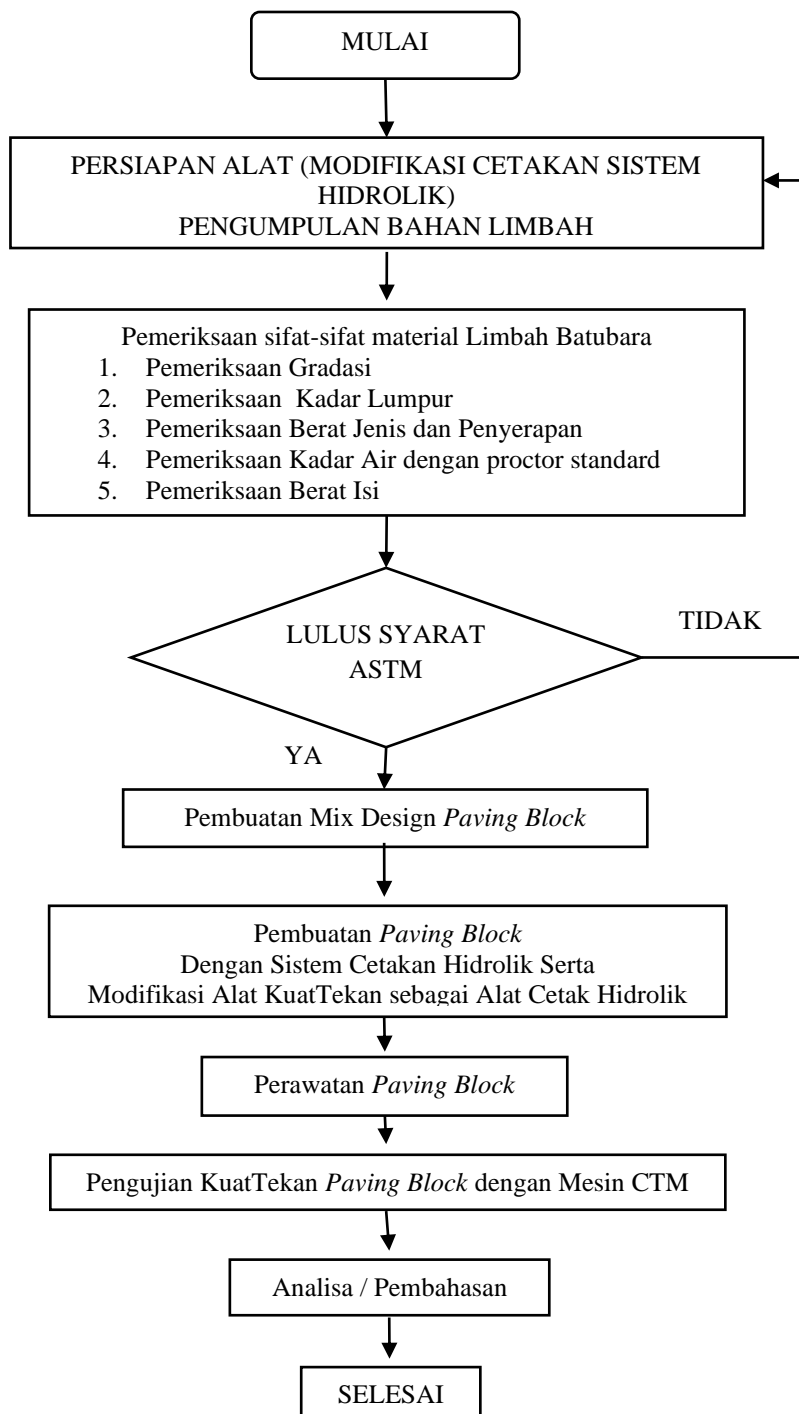 MULAI
PERSIAPAN ALAT (MODIFIKASI CETAKAN SISTEM
HIDROLIK)
PENGUMPULAN BAHAN LIMBAH
Pemeriksaan sifat-sifat material Limbah Batubara
1. Pemeriksaan Gradasi
2. Pemeriksaan Kadar Lumpur
3. Pemeriksaan Berat Jenis dan Penyerapan
4. Pemeriksaan Kadar Air dengan proctor standard
5. Pemeriksaan Berat Isi
LULUS SYARAT
ASTM
TIDAK
YA
Pembuatan Mix Design Paving Block
Pembuatan Paving Block
Dengan Sistem Cetakan Hidrolik Serta
Modifikasi Alat KuatTekan sebagai Alat Cetak Hidrolik
Perawatan Paving Block
Pengujian KuatTekan Paving Block dengan Mesin CTM
Analisa / Pembahasan
SELESAI